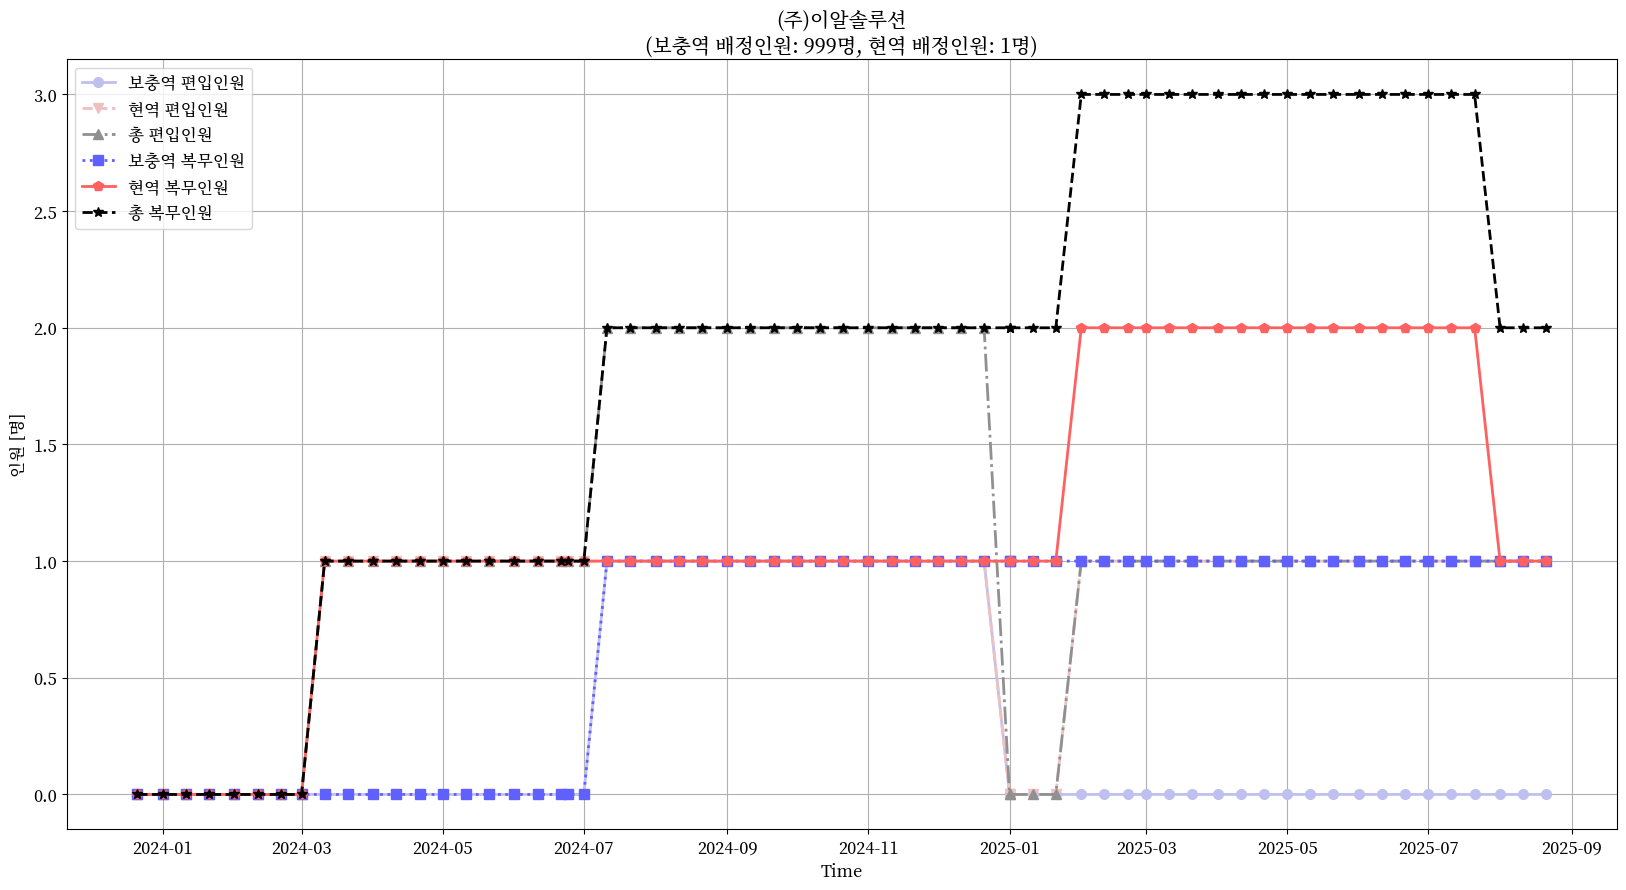 (주)이알솔루션
(보충역 배정인원: 999명, 현역 배정인원: 1명)
보충역 편입인원
현역 편입인원
총 편입인원
보충역 복무인원
현역 복무인원
총 복무인원
인원 [명]
3.0
2.5
2.0
1.5
1.0
0.5
0.0
2024-01
2024-03
2024-05
2024-07
2024-09
2024-11
2025-01
2025-03
2025-05
2025-07
2025-09
Time